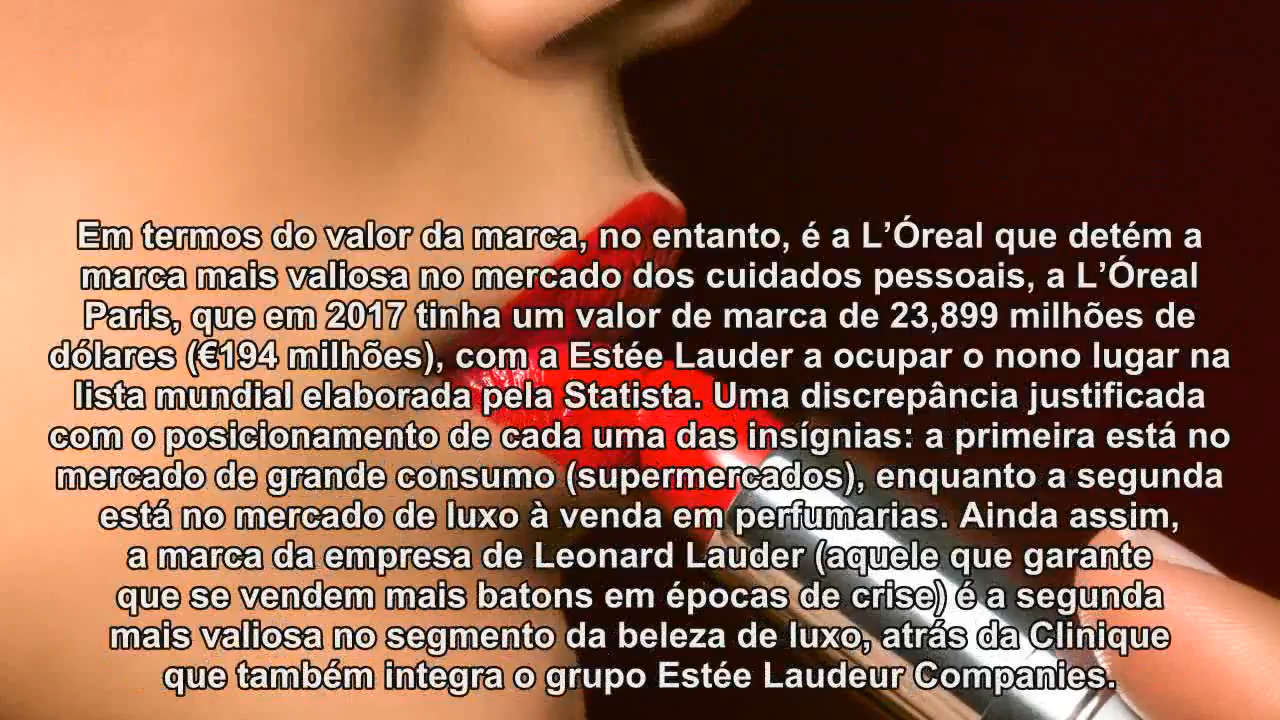 Em termos do valor da marca, no entanto, é a L’Óreal que detém a
marca mais valiosa no mercado dos cuidados pessoais, a L’Óreal
Paris, que em 2017 tinha um valor de marca de 23,899 milhões de
dólares (€194 milhões), com a Estée Lauder a ocupar o nono lugar na
lista mundial elaborada pela Statista. Uma discrepância justificada
com o posicionamento de cada uma das insígnias: a primeira está no
mercado de grande consumo (supermercados), enquanto a segunda
está no mercado de luxo à venda em perfumarias. Ainda assim,
a marca da empresa de Leonard Lauder (aquele que garante
que se vendem mais batons em épocas de crise) é a segunda
mais valiosa no segmento da beleza de luxo, atrás da Clinique
que também integra o grupo Estée Laudeur Companies.